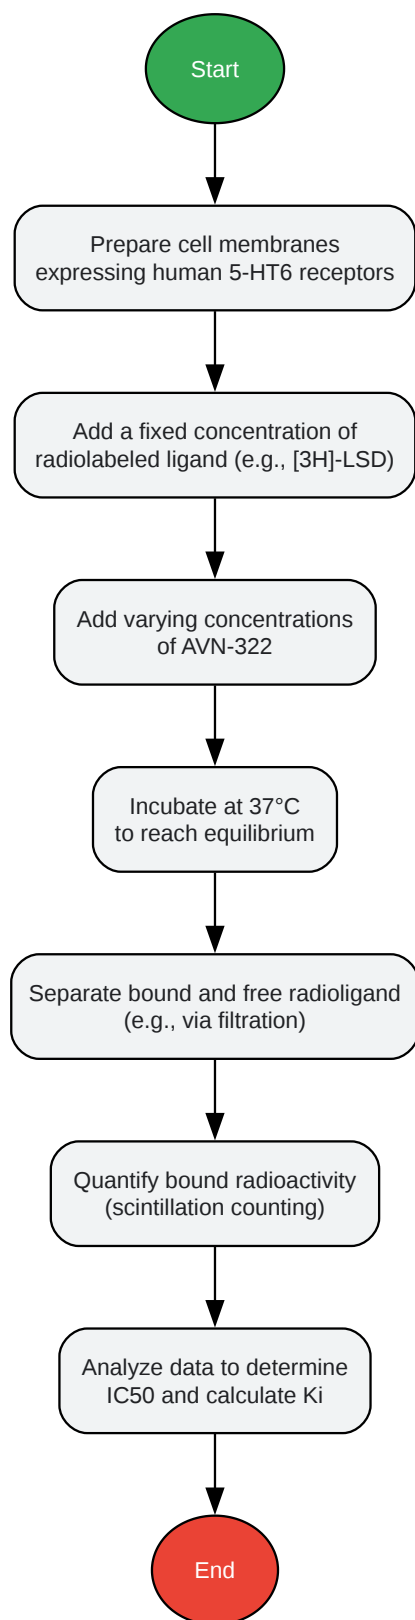 Start
Prepare cell membranes
expressing human 5-HT6 receptors
Add a fixed concentration of
radiolabeled ligand (e.g., [3H]-LSD)
Add varying concentrations
of AVN-322
Incubate at 37°C
to reach equilibrium
Separate bound and free radioligand
(e.g., via filtration)
Quantify bound radioactivity
(scintillation counting)
Analyze data to determine
IC50 and calculate Ki
End